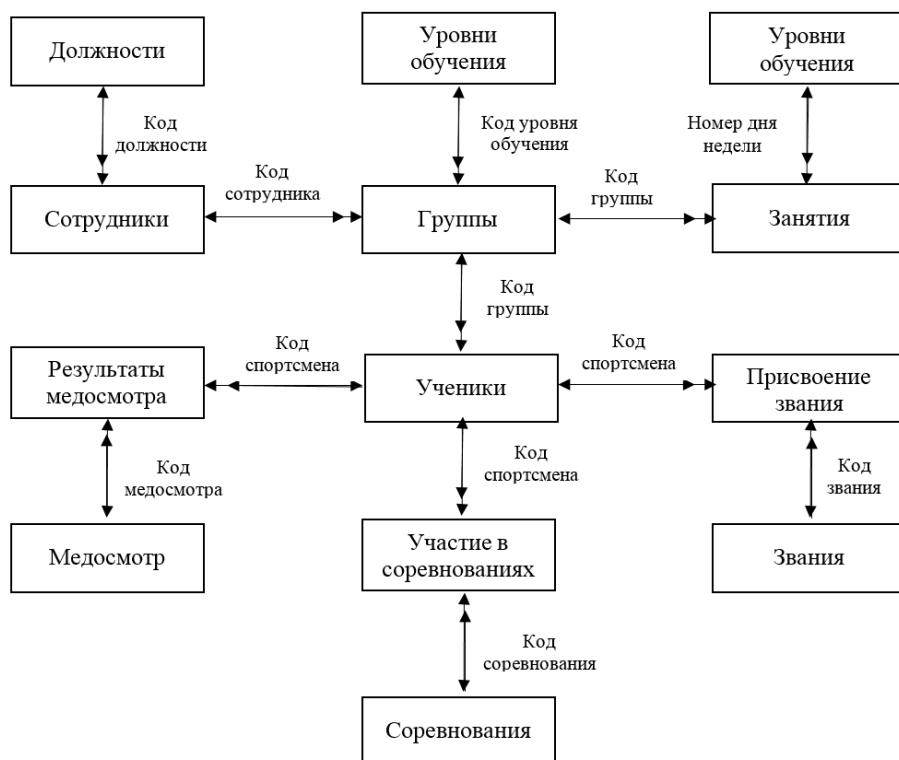 Должности
Уровни
обучения
Уровни
обучения
Код
должности
Код уровня
обучения
Номер дня
недели
Код
сотрудника
Код
группы
Сотрудники
Группы
Занятия
Код
группы
Код
спортсмена
Код
спортсмена
Результаты
медосмотра
Ученики
Присвоение
звания
Код
медосмотра
Код
спортсмена
Код
звания
Медосмотр
Участие в
соревнованиях
Звания
Код
соревнования
Соревнования